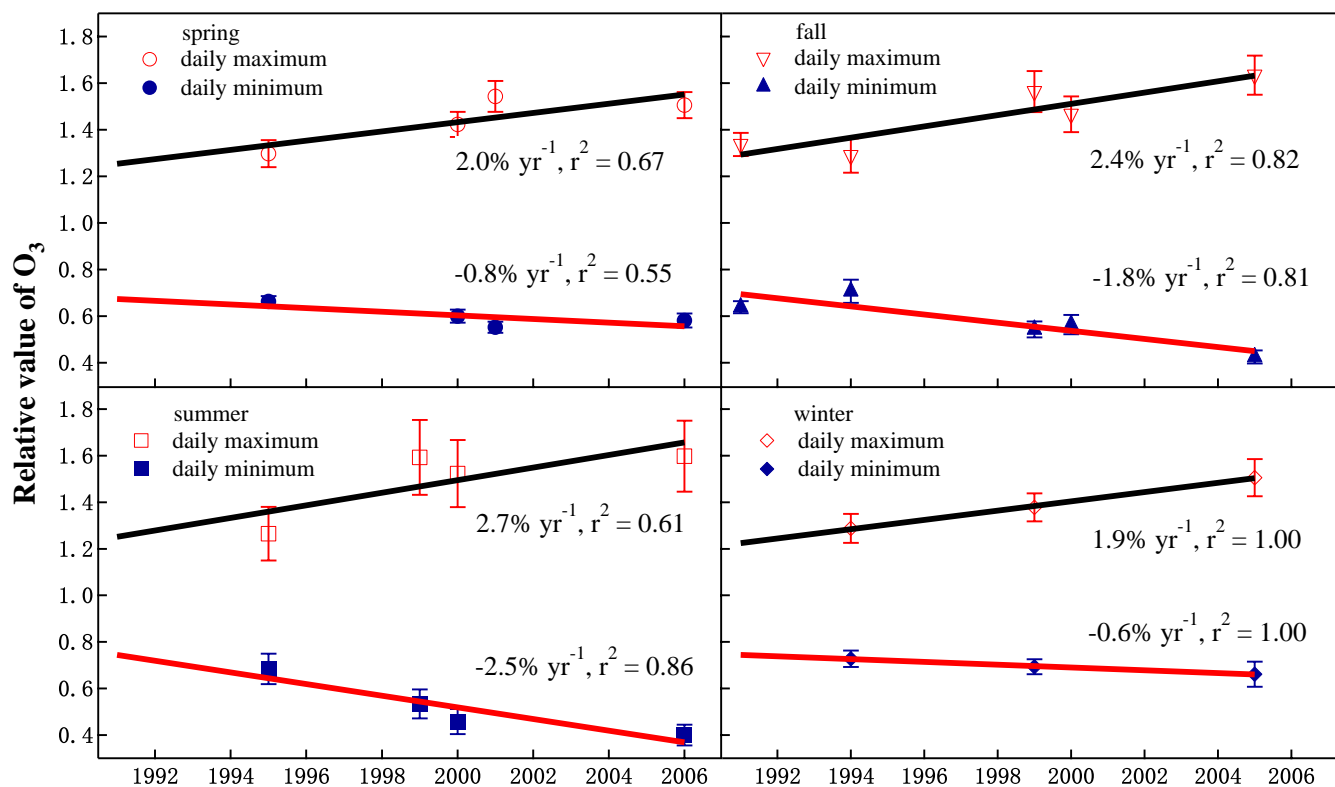 Relative value of O3
1.8
1.6
1.4
1.2
1.0
0.8
0.6
0.4
spring
daily maximum
daily minimum
2.0% yr-1, r2 = 0.67
-0.8% yr-1, r2 = 0.55
fall
daily maximum
daily minimum
2.4% yr-1, r2 = 0.82
-1.8% yr-1, r2 = 0.81
1.8
1.6
1.4
1.2
1.0
0.8
0.6
0.4
summer
daily maximum
daily minimum
2.7% yr-1, r2 = 0.61
-2.5% yr-1, r2 = 0.86
winter
daily maximum
daily minimum
1.9% yr-1, r2 = 1.00
-0.6% yr-1, r2 = 1.00
1992 1994 1996 1998 2000 2002 2004 2006
1992 1994 1996 1998 2000 2002 2004 2006